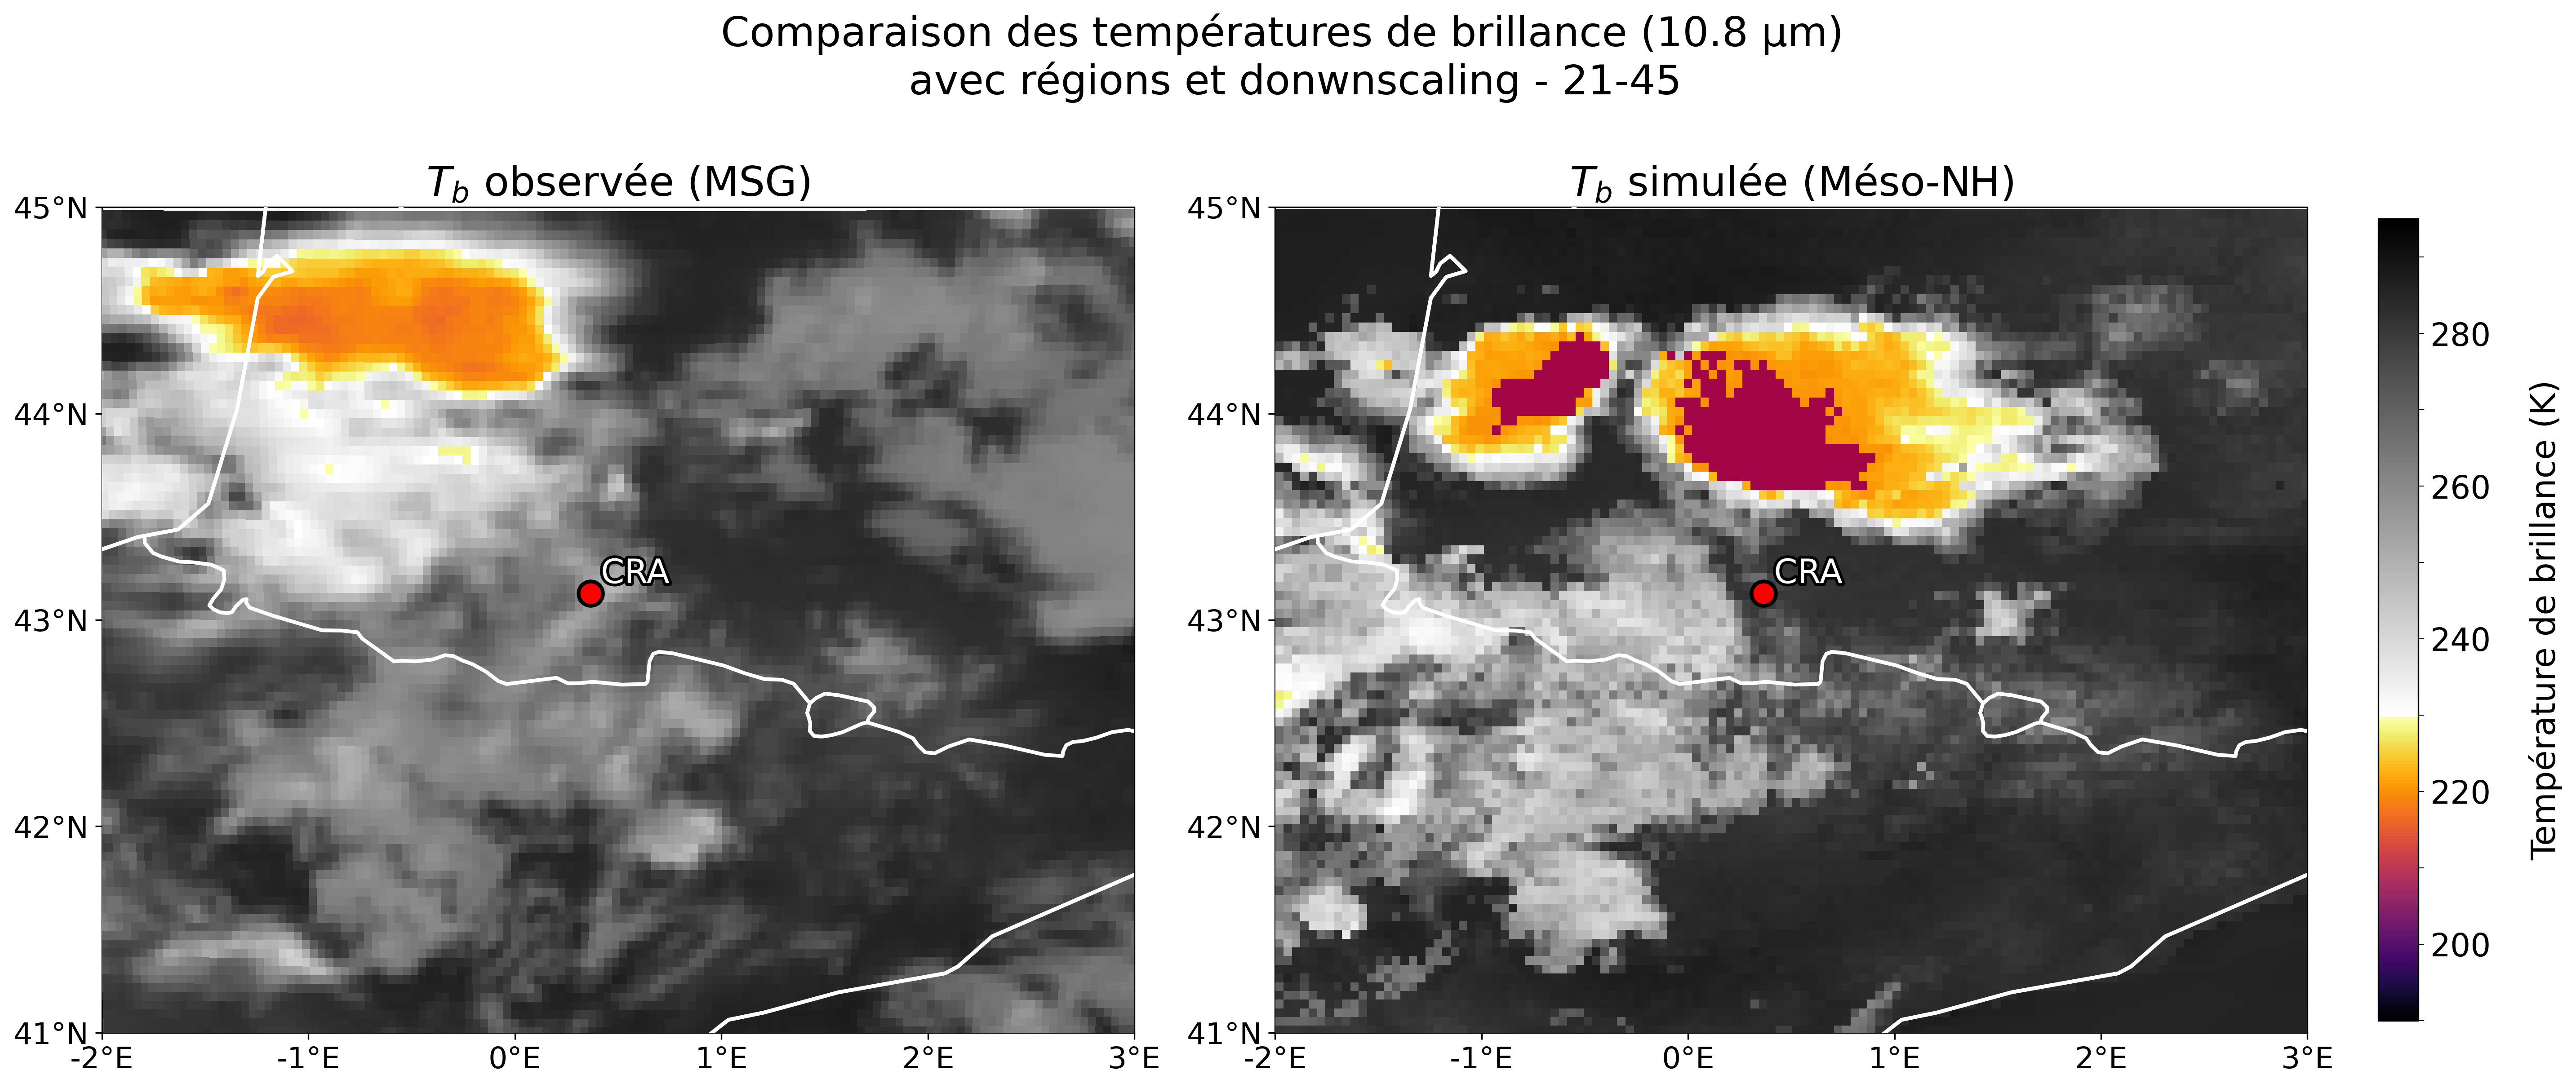 Comparaison des températures de brillance (10.8 µm)
avec régions et donwnscaling - 21-45
T_b observée (MSG)
T_b simulée (Méso-NH)
45°N
44°N
43°N
42°N
41°N
-2°E
-1°E
0°E
1°E
2°E
3°E
CRA
45°N
44°N
43°N
42°N
41°N
-2°E
-1°E
0°E
1°E
2°E
3°E
CRA
280
260
240
220
200
Température de brillance (K)